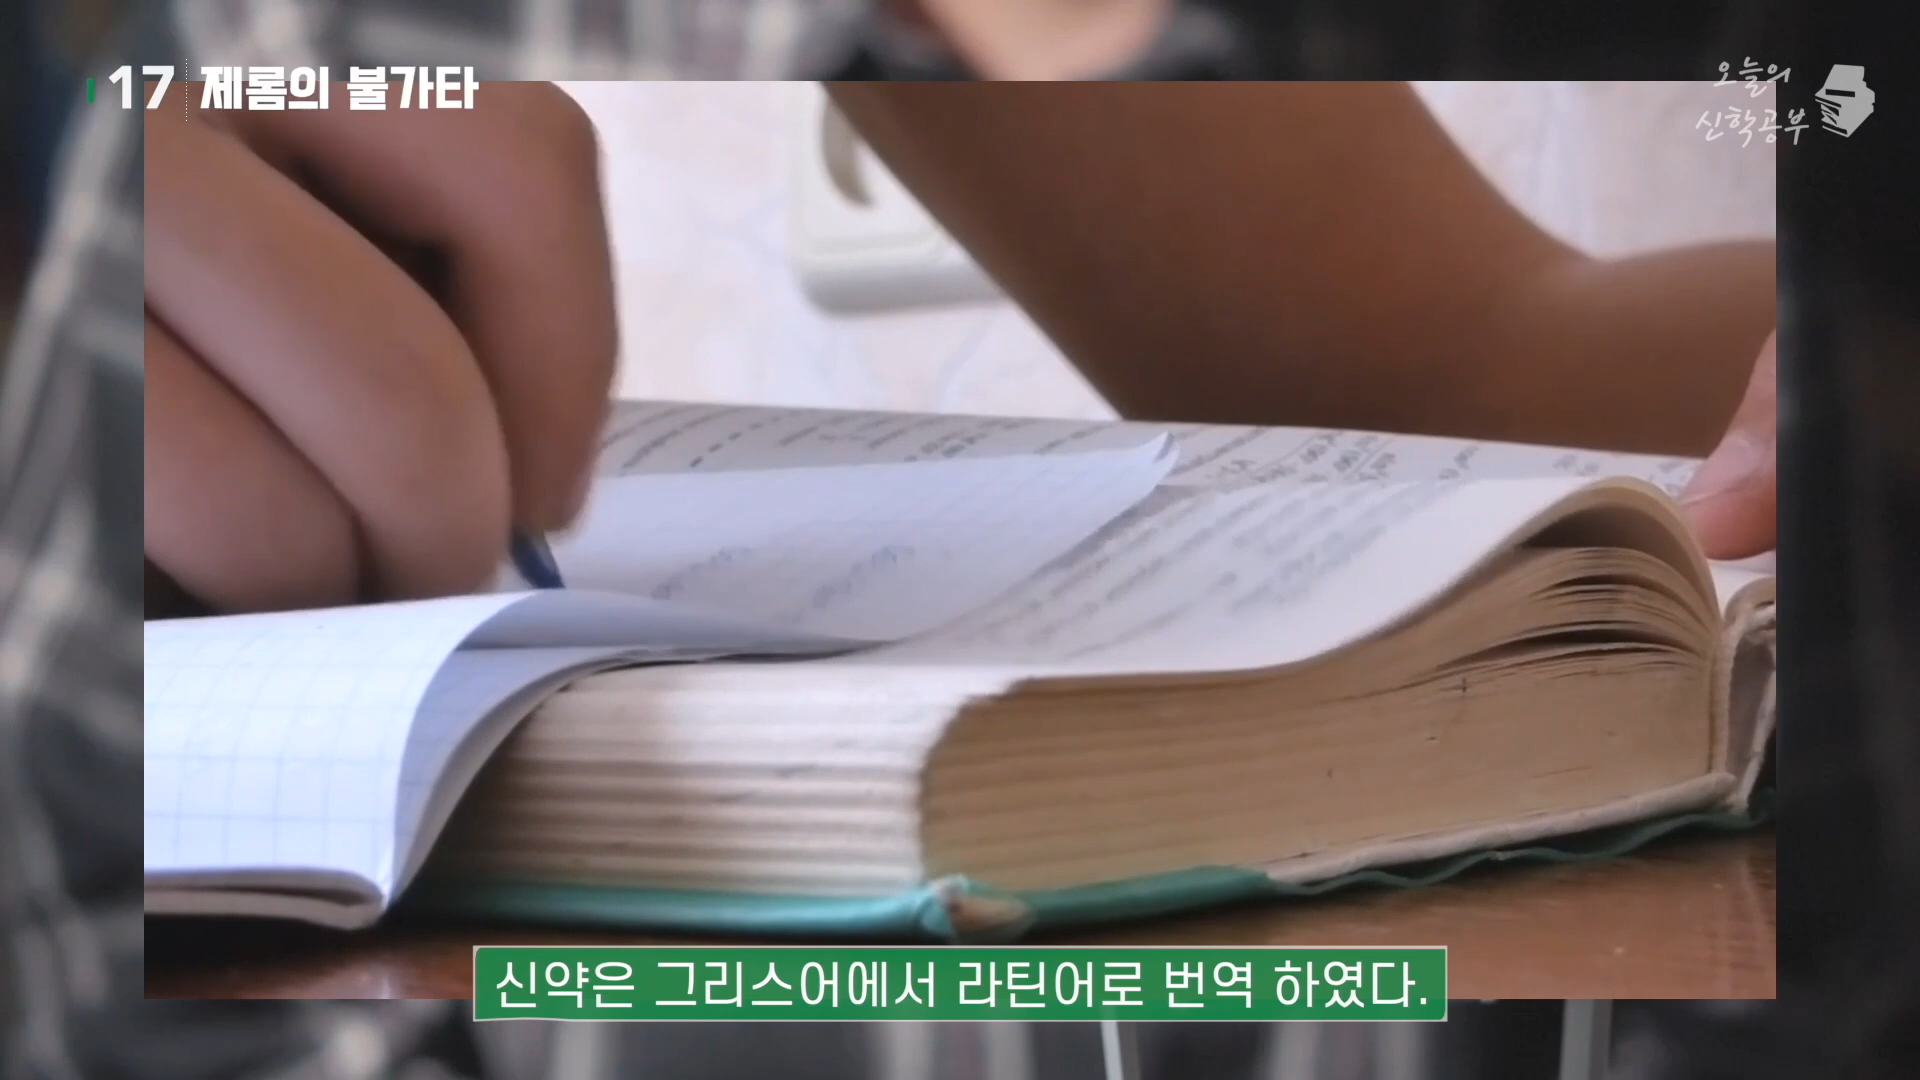 17 제롬의 불가타
오늘의
신학공부
신약은 그리스어에서 라틴어로 번역 하였다.